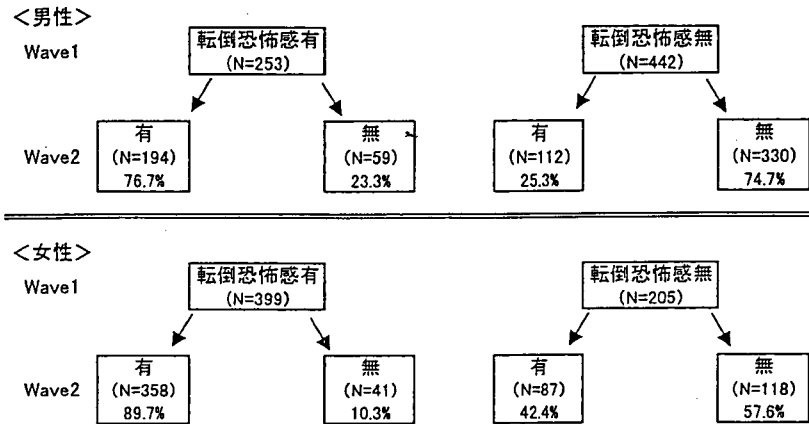 ＜男性＞
Wave1
転倒恐怖感有
(N=253)
転倒恐怖感無
(N=442)
Wave2
有
(N=194)
76.7%
無
(N=59)
23.3%
有
(N=112)
25.3%
無
(N=330)
74.7%
＜女性＞
Wave1
転倒恐怖感有
(N=399)
転倒恐怖感無
(N=205)
Wave2
有
(N=358)
89.7%
無
(N=41)
10.3%
有
(N=87)
42.4%
無
(N=118)
57.6%